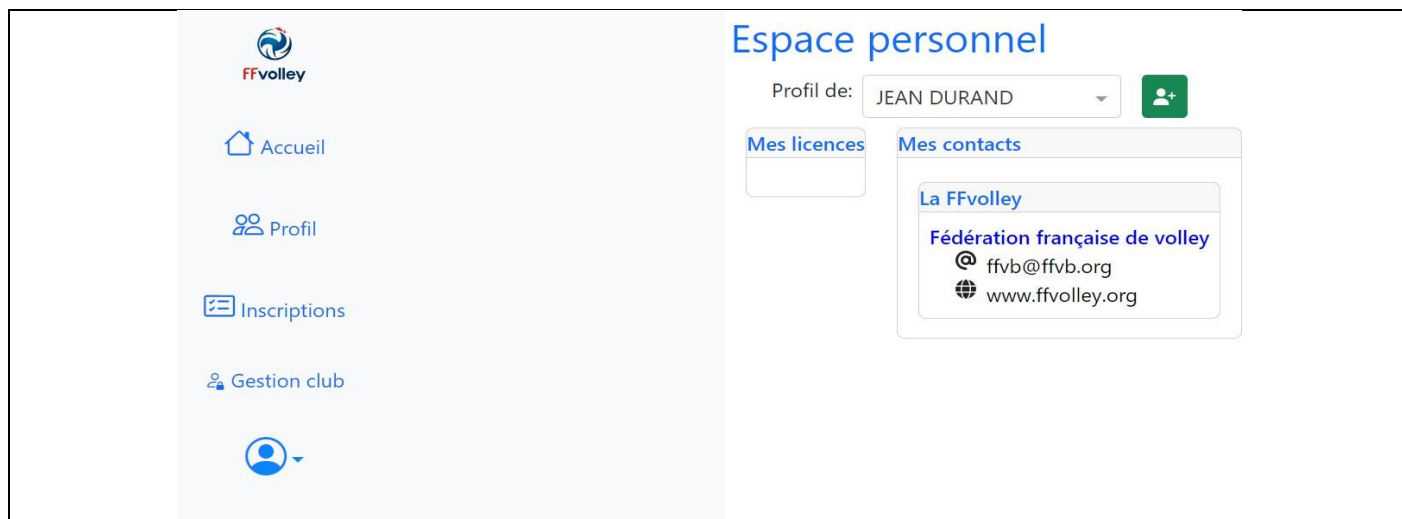 FFvolley
Accueil
Profil
Inscriptions
Gestion club
Espace personnel
Profil de: JEAN DURAND
Mes licences
Mes contacts
La FFvolley
Fédération française de volley
ffvb@ffvb.org
www.ffvolley.org